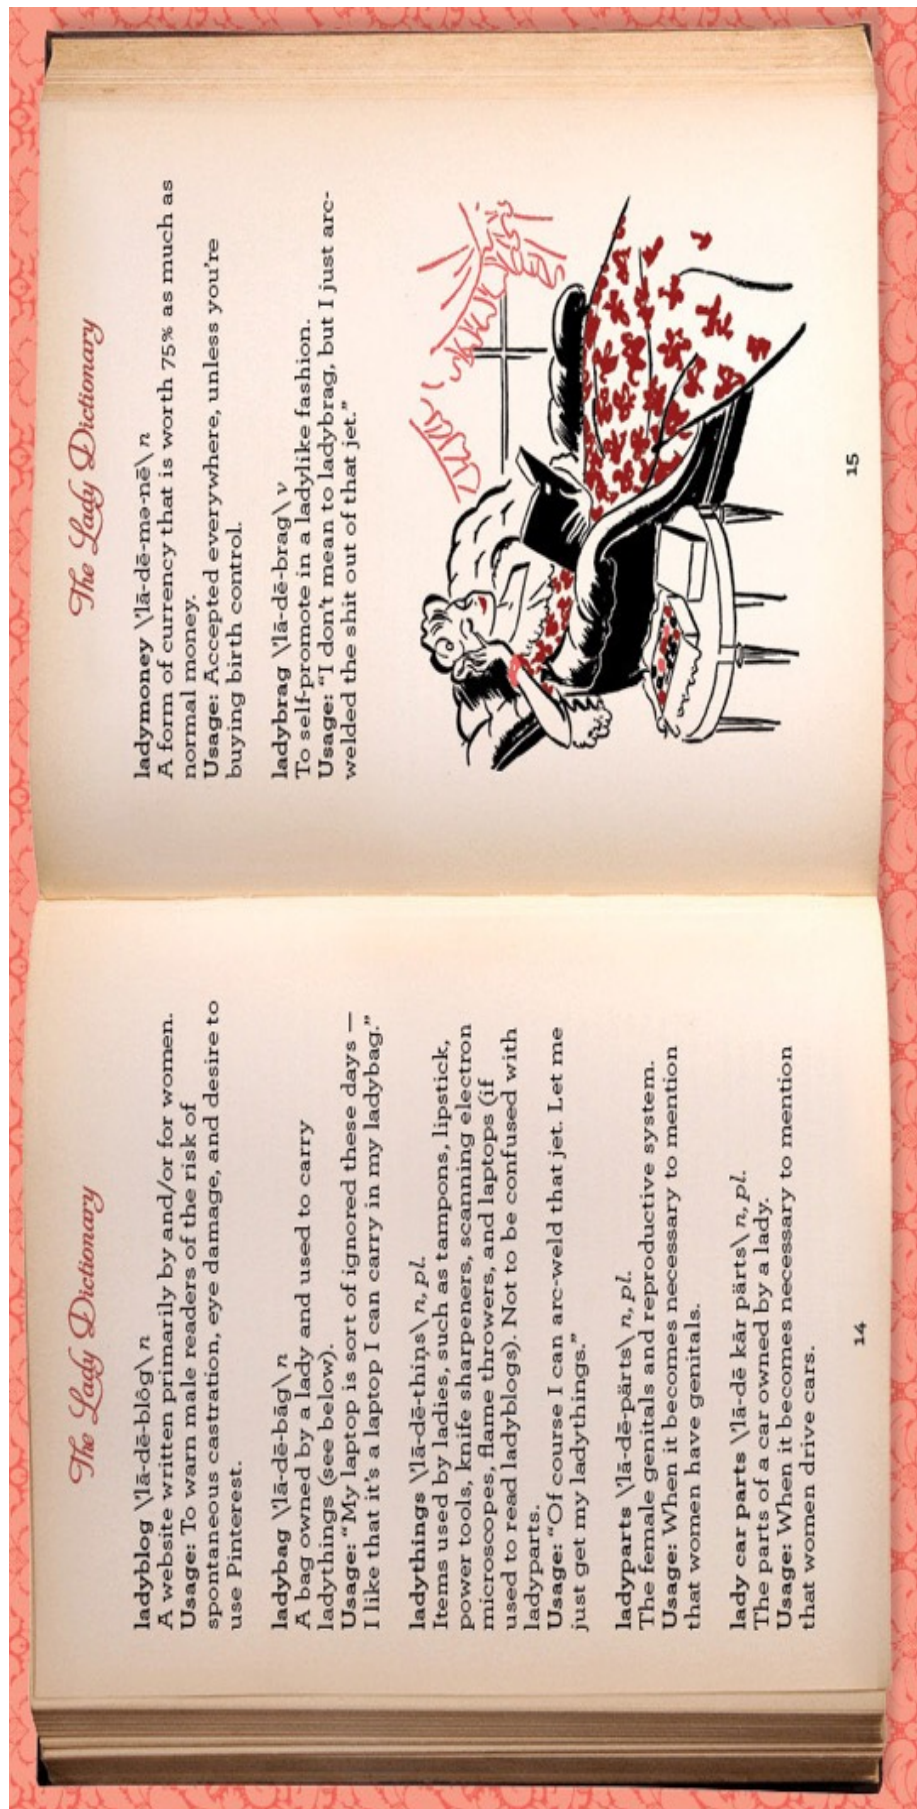 The Lady Dictionary
ladyblog \'lā-dē-blôg\ n
A website written primarily by and/or for women.
Usage: To warn male readers of the risk of
spontaneous castration, eye damage, and desire to
use Pinterest.
ladybag \'lā-dē-bāg\ n
A bag owned by a lady and used to carry
ladythings (see below).
Usage: "My laptop is sort of ignored these days —
I like that it's a laptop I can carry in my ladybag."
ladythings \'lā-dē-thiņs\ n, pl.
Items used by ladies, such as tampons, lipstick,
power tools, knife sharpeners, scanning electron
microscopes, flame throwers, and laptops (if
used to read ladyblogs). Not to be confused with
ladyparts.
Usage: "Of course I can arc-weld that jet. Let me
just get my ladythings."
ladyparts \'lā-dē-pärts\ n, pl.
The female genitals and reproductive system.
Usage: When it becomes necessary to mention
that women have genitals.
lady car parts \'lā-dē kär pärts\ n, pl.
The parts of a car owned by a lady.
Usage: When it becomes necessary to mention
that women drive cars.
14
The Lady Dictionary
ladymoney \'lā-dē-mə-nē\ n
A form of currency that is worth 75% as much as
normal money.
Usage: Accepted everywhere, unless you're
buying birth control.
ladybrag \'lā-dē-brag\ v
To self-promote in a ladylike fashion.
Usage: "I don't mean to ladybrag, but I just arc-
welded the shit out of that jet."
15